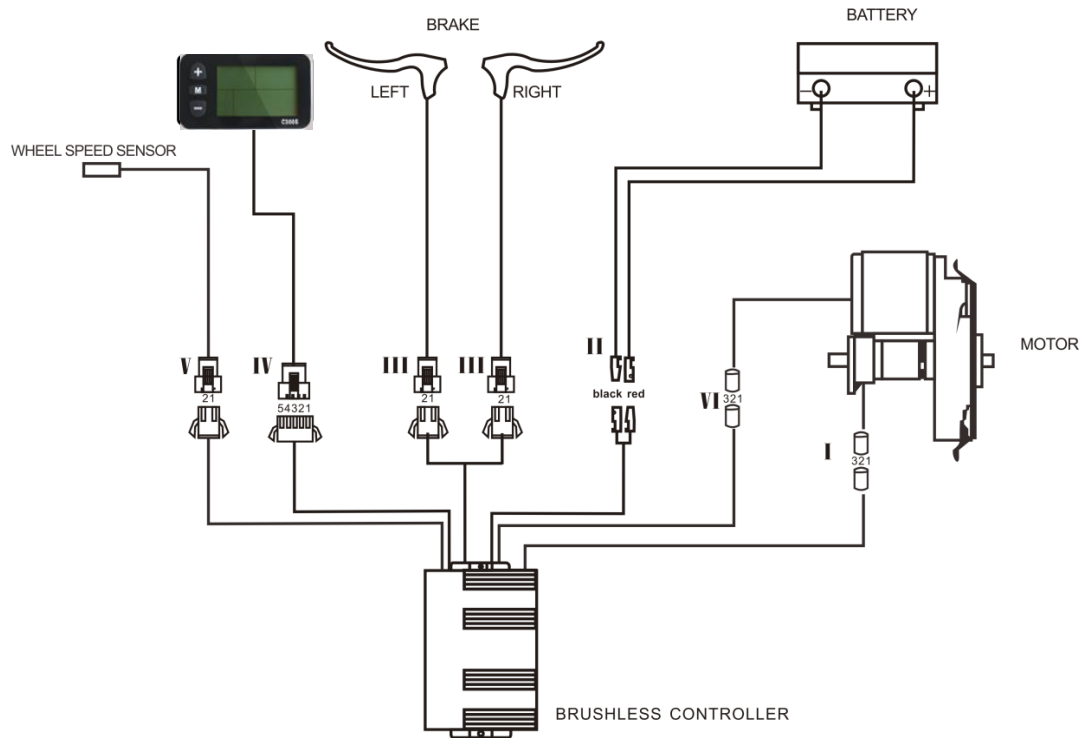 BRAKE
BATTERY
+
M
−
LEFT
RIGHT
− +
WHEEL SPEED SENSOR
MOTOR
V
IV
III
III
II
21
54321
21
21
black red
VI
321
I
321
BRUSHLESS CONTROLLER